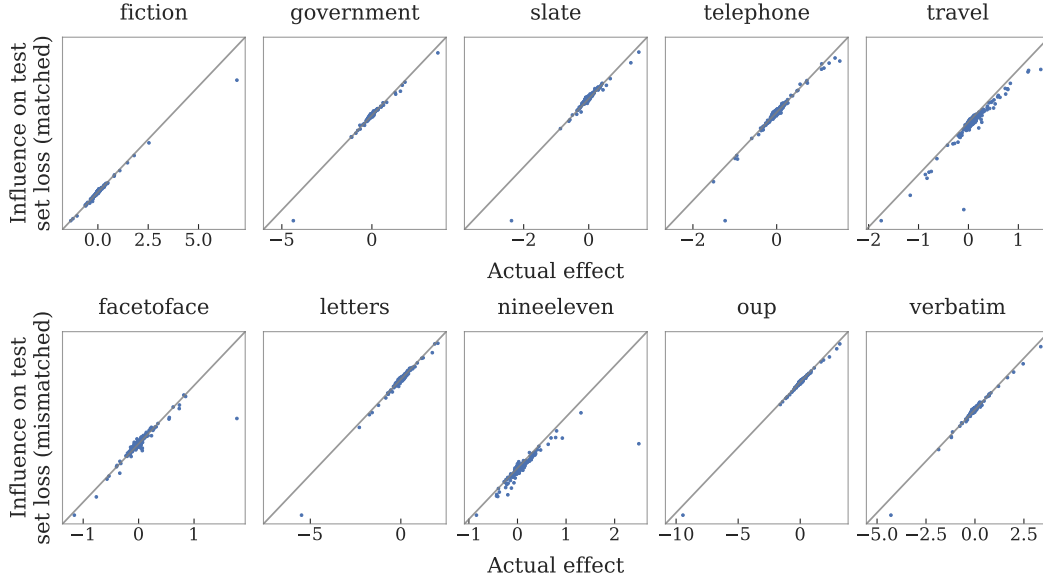 fiction government slate telephone travel
Influence on test
set loss (matched)
0.0 2.5 5.0 −5 0 −2 0 −2 0 −2 −1 0 1
Actual effect
facetoface letters nineeleven oup verbatim
Influence on test
set loss (mismatched)
−1 0 1 −5 0 −1 0 1 2 −10 −5 0 −5.0 −2.5 0.0 2.5
Actual effect